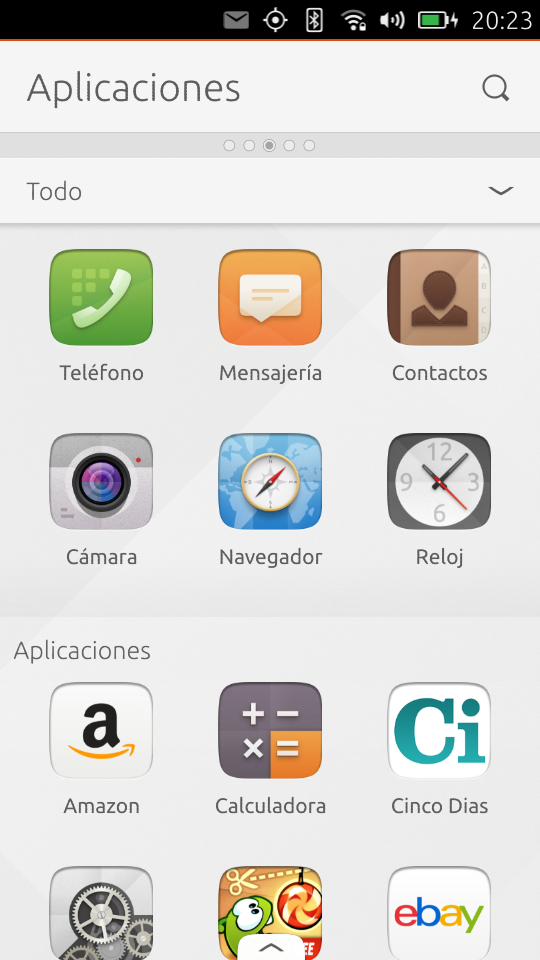 20:23
Aplicaciones
Todo
Teléfono Mensajería Contactos
Cámara Navegador Reloj
Aplicaciones
a
Ci
Amazon Calculadora Cinco Dias
ebay